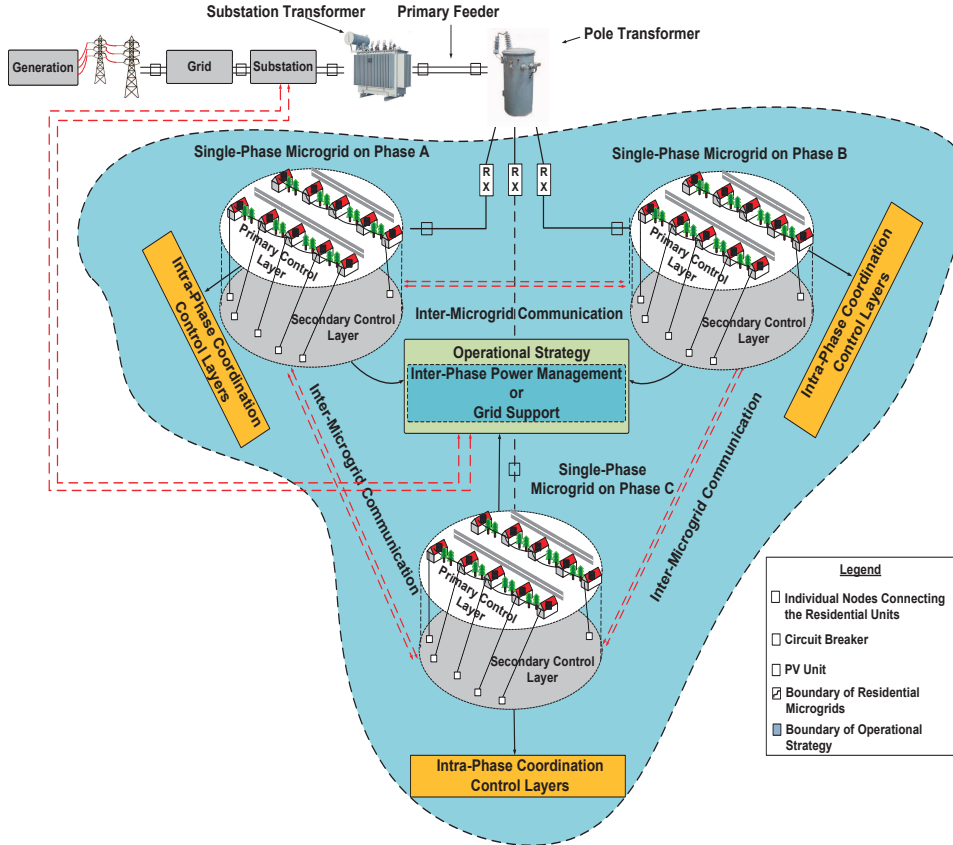 Substation Transformer
Primary Feeder
Pole Transformer
Generation
Grid
Substation
Single-Phase Microgrid on Phase A
Single-Phase Microgrid on Phase B
R
X
R
X
R
X
Primary Control
Layer
Secondary Control
Layer
Primary Control
Layer
Secondary Control
Layer
Intra-Phase Coordination
Control Layers
Intra-Phase Coordination
Control Layers
Inter-Microgrid Communication
Operational Strategy
Inter-Phase Power Management
or
Grid Support
Inter-Microgrid Communication
Inter-Microgrid Communication
Single-Phase
Microgrid on Phase C
Primary Control
Layer
Secondary Control
Layer
Intra-Phase Coordination
Control Layers
Legend
Individual Nodes Connecting
the Residential Units
Circuit Breaker
PV Unit
Boundary of Residential
Microgrids
Boundary of Operational
Strategy